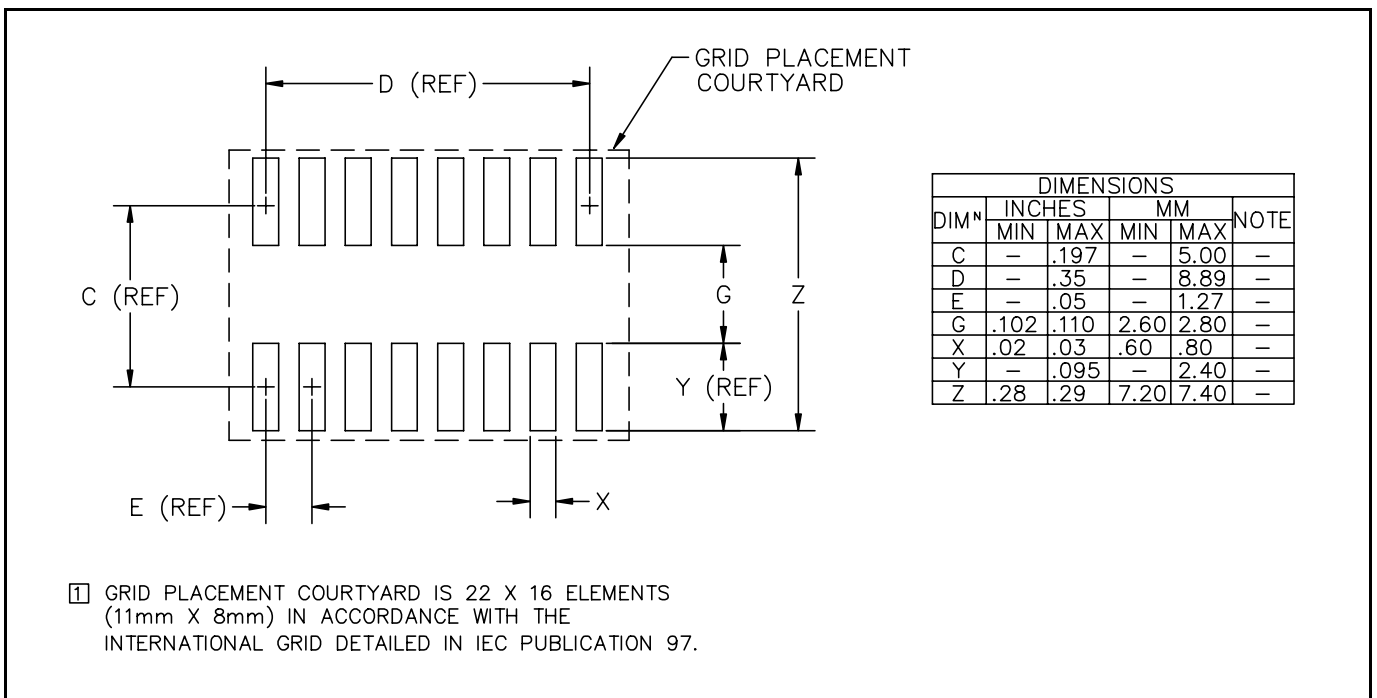 GRID PLACEMENT
COURTYARD
D (REF)
C (REF)
G
Z
Y (REF)
E (REF)
X
DIMENSIONS
DIMᴺ INCHES MM NOTE
MIN MAX MIN MAX
C – .197 – 5.00 –
D – .35 – 8.89 –
E – .05 – 1.27 –
G .102 .110 2.60 2.80 –
X .02 .03 .60 .80 –
Y – .095 – 2.40 –
Z .28 .29 7.20 7.40 –
1 GRID PLACEMENT COURTYARD IS 22 X 16 ELEMENTS
(11mm X 8mm) IN ACCORDANCE WITH THE
INTERNATIONAL GRID DETAILED IN IEC PUBLICATION 97.